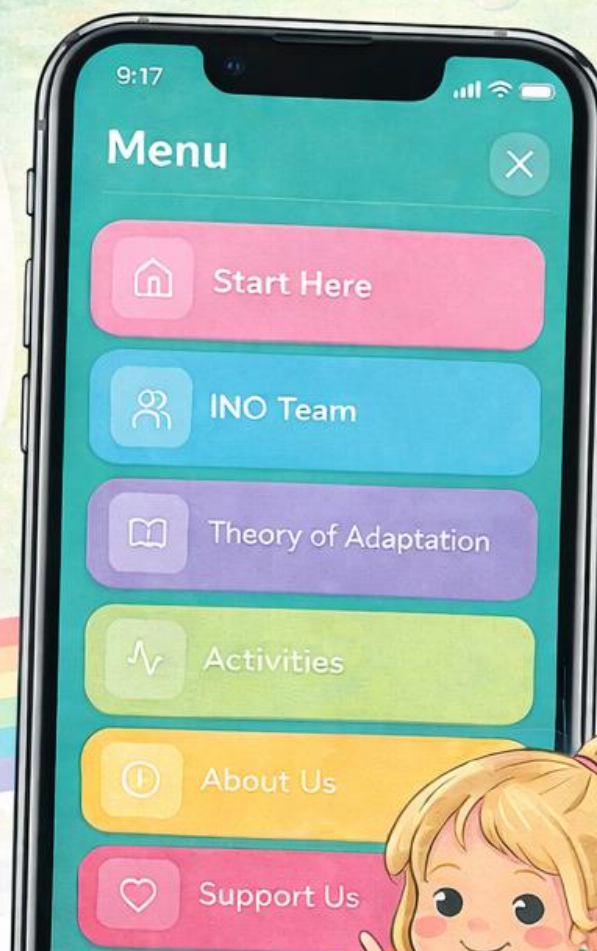 9:17
Menu
Start Here
INO Team
Theory of Adaptation
Activities
About Us
Support Us